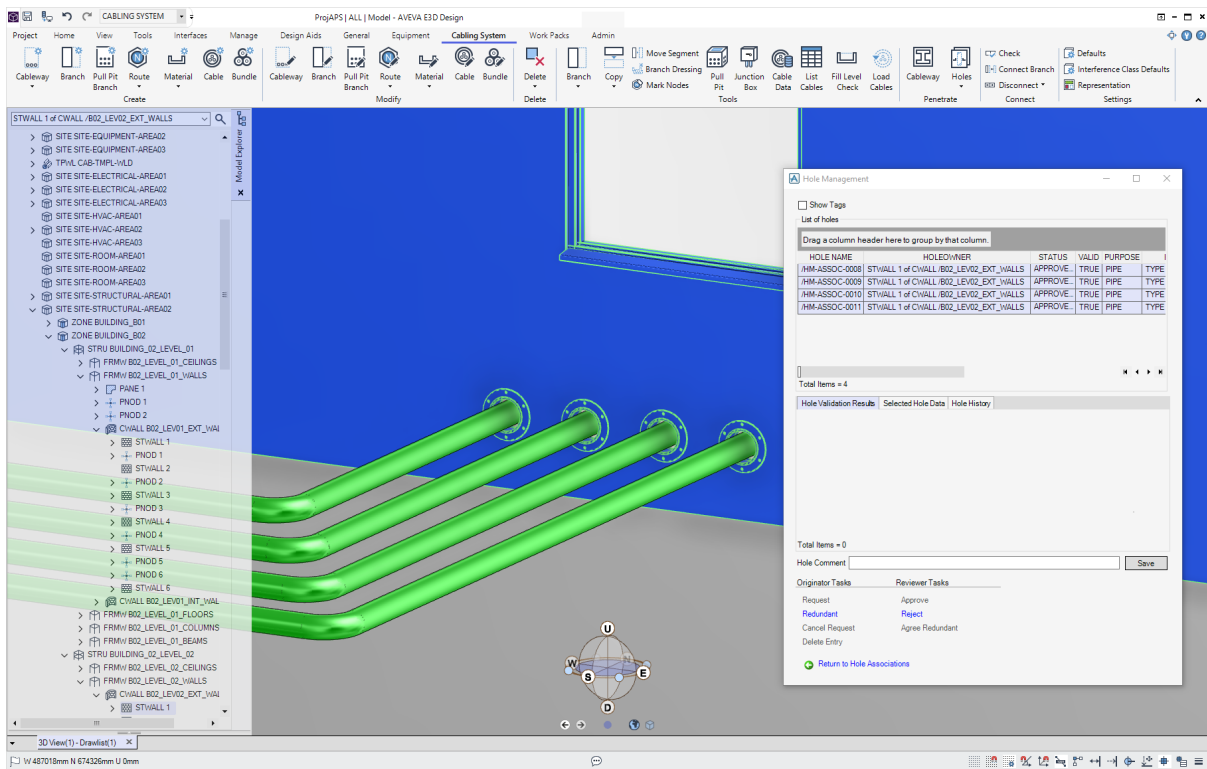 CABLING SYSTEM
ProjAPS | ALL | Model - AVEVA E3D Design
Project Home View Tools Interfaces Manage Design Aids General Equipment Cabling System Work Packs Admin
Cableway Branch Pull Pit Branch Route Material Cable Bundle
Create
Cableway Branch Pull Pit Branch Route Material Cable Bundle
Modify
Delete
Delete
Branch Copy
Move Segment
Branch Dressing
Mark Nodes
Pull Pit Junction Box Cable Data List Cables Fill Level Check Load Cables
Tools
Cableway Holes
Penetrate
Check
Connect Branch
Disconnect
Connect
Defaults
Interference Class Defaults
Representation
Settings
STWALL 1 of CWALL /B02_LEV02_EXT_WALLS
Model Explorer
SITE SITE-EQUIPMENT-AREA02
SITE SITE-EQUIPMENT-AREA03
TPWL CAB-TMPL-WLD
SITE SITE-ELECTRICAL-AREA01
SITE SITE-ELECTRICAL-AREA02
SITE SITE-ELECTRICAL-AREA03
SITE SITE-HVAC-AREA01
SITE SITE-HVAC-AREA02
SITE SITE-HVAC-AREA03
SITE SITE-ROOM-AREA01
SITE SITE-ROOM-AREA02
SITE SITE-ROOM-AREA03
SITE SITE-STRUCTURAL-AREA01
SITE SITE-STRUCTURAL-AREA02
ZONE BUILDING_B01
ZONE BUILDING_B02
STRU BUILDING_02_LEVEL_01
FRMW B02_LEVEL_01_CEILINGS
FRMW B02_LEVEL_01_WALLS
PANE 1
PNOD 1
PNOD 2
CWALL B02_LEV01_EXT_WAL
STWALL 1
PNOD 1
STWALL 2
PNOD 2
STWALL 3
PNOD 3
STWALL 4
PNOD 4
STWALL 5
PNOD 5
PNOD 6
STWALL 6
CWALL B02_LEV01_INT_WAL
FRMW B02_LEVEL_01_FLOORS
FRMW B02_LEVEL_01_COLUMNS
FRMW B02_LEVEL_01_BEAMS
STRU BUILDING_02_LEVEL_02
FRMW B02_LEVEL_02_CEILINGS
FRMW B02_LEVEL_02_WALLS
CWALL B02_LEV02_EXT_WAL
STWALL 1
U
W
N
S
E
D
Hole Management
Show Tags
List of holes
Drag a column header here to group by that column.
HOLE NAME HOLEOWNER STATUS VALID PURPOSE
/HM-ASSOC-0008 STWALL 1 of CWALL /B02_LEV02_EXT_WALLS APPROVE... TRUE PIPE TYPE
/HM-ASSOC-0009 STWALL 1 of CWALL /B02_LEV02_EXT_WALLS APPROVE... TRUE PIPE TYPE
/HM-ASSOC-0010 STWALL 1 of CWALL /B02_LEV02_EXT_WALLS APPROVE... TRUE PIPE TYPE
/HM-ASSOC-0011 STWALL 1 of CWALL /B02_LEV02_EXT_WALLS APPROVE... TRUE PIPE TYPE
Total Items = 4
Hole Validation Results Selected Hole Data Hole History
Total Items = 0
Hole Comment Save
Originator Tasks Reviewer Tasks
Request Approve
Redundant Reject
Cancel Request Agree Redundant
Delete Entry
Return to Hole Associations
3D View(1) - Drawlist(1)
W 487018mm N 674326mm U 0mm